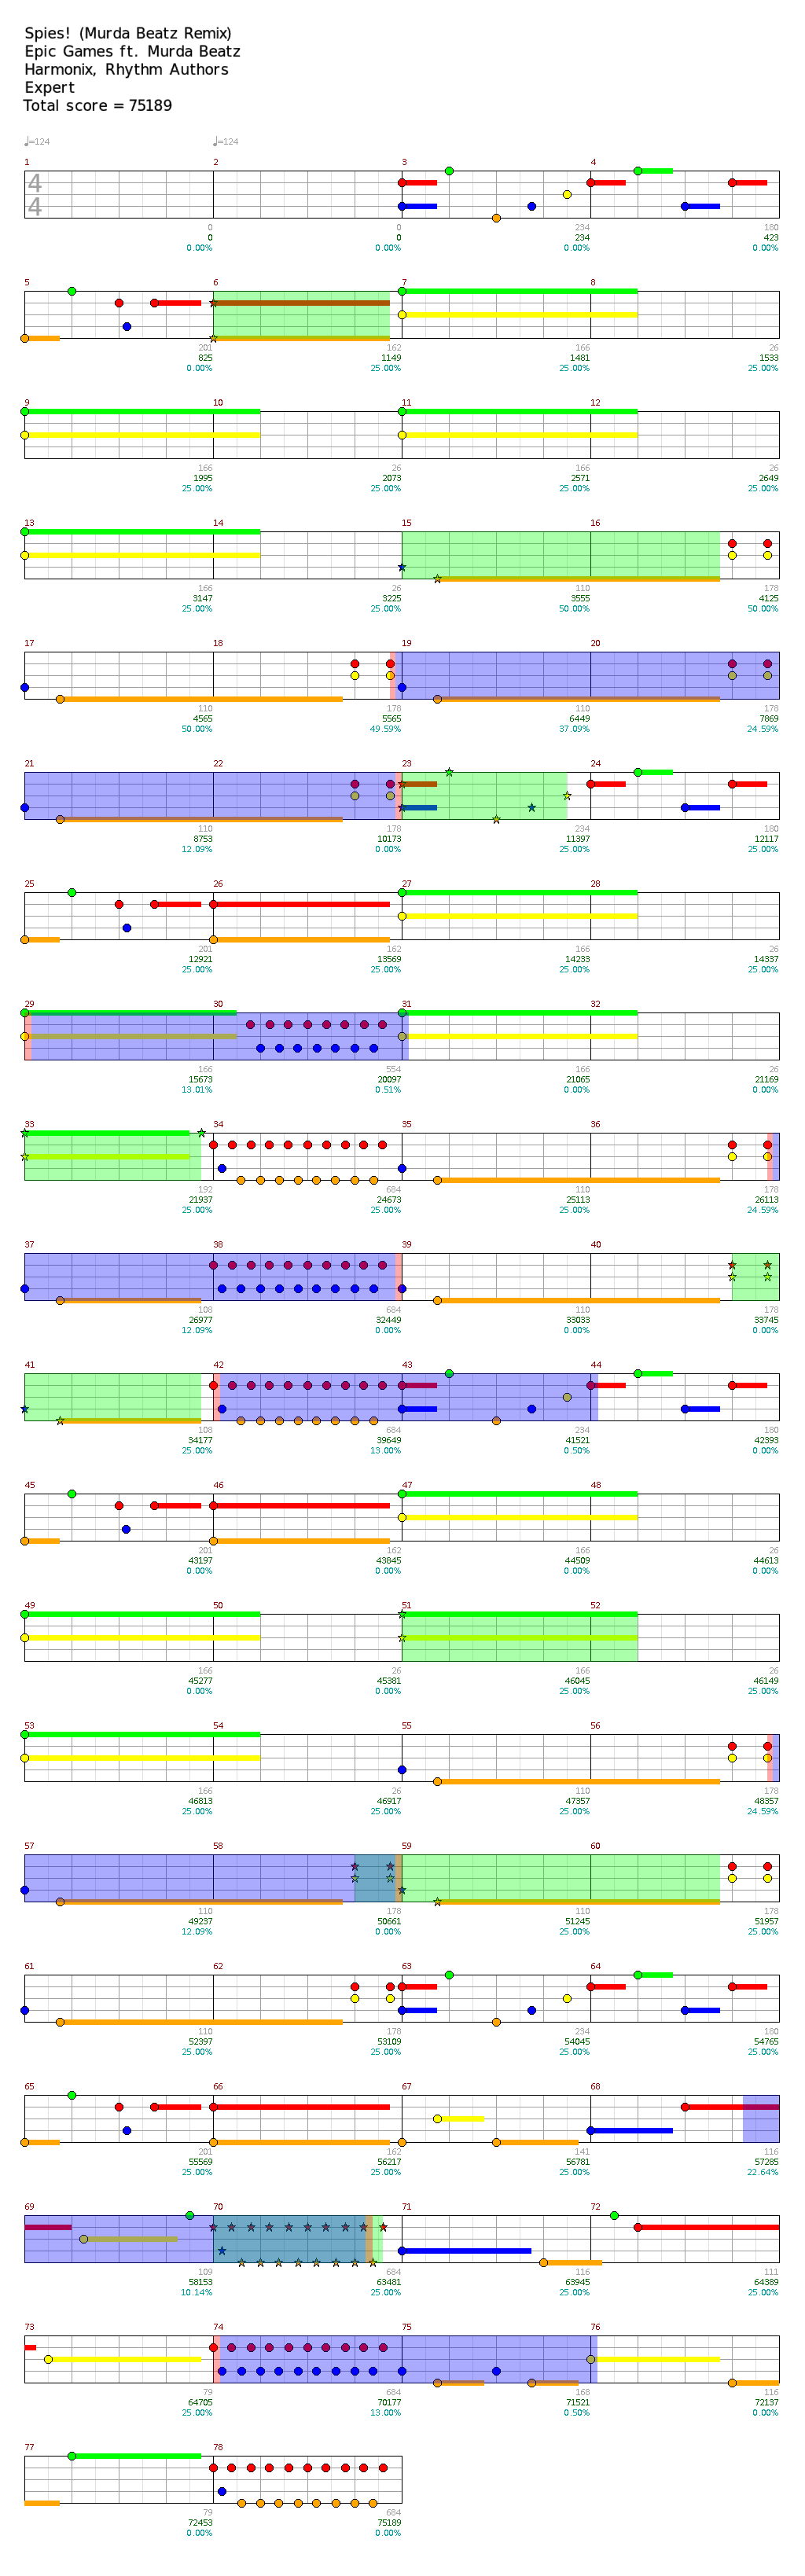 Spies! (Murda Beatz Remix)
Epic Games ft. Murda Beatz
Harmonix, Rhythm Authors
Expert
Total score = 75189
♩=124 ♩=124
1 2 3 4
4
4
0 0 234 180
0 0 234 423
0.00% 0.00% 0.00% 0.00%
5 6 7 8
201 162 166 26
825 1149 1481 1533
0.00% 25.00% 25.00% 25.00%
9 10 11 12
166 26 166 26
1995 2073 2571 2649
25.00% 25.00% 25.00% 25.00%
13 14 15 16
166 26 110 178
3147 3225 3555 4125
25.00% 25.00% 50.00% 50.00%
17 18 19 20
110 178 110 178
4565 5565 6449 7869
50.00% 49.59% 37.09% 24.59%
21 22 23 24
110 178 234 180
8753 10173 11397 12117
12.09% 0.00% 25.00% 25.00%
25 26 27 28
201 162 166 26
12921 13569 14233 14337
25.00% 25.00% 25.00% 25.00%
29 30 31 32
166 554 166 26
15673 20097 21065 21169
13.01% 0.51% 0.00% 0.00%
33 34 35 36
192 684 110 178
21937 24673 25113 26113
25.00% 25.00% 25.00% 24.59%
37 38 39 40
108 684 110 178
26977 32449 33033 33745
12.09% 0.00% 0.00% 0.00%
41 42 43 44
108 684 234 180
34177 39649 41521 42393
25.00% 13.00% 0.50% 0.00%
45 46 47 48
201 162 166 26
43197 43845 44509 44613
0.00% 0.00% 0.00% 0.00%
49 50 51 52
166 26 166 26
45277 45381 46045 46149
0.00% 0.00% 25.00% 25.00%
53 54 55 56
166 26 110 178
46813 46917 47357 48357
25.00% 25.00% 25.00% 24.59%
57 58 59 60
110 178 110 178
49237 50661 51245 51957
12.09% 0.00% 25.00% 25.00%
61 62 63 64
110 178 234 180
52397 53109 54045 54765
25.00% 25.00% 25.00% 25.00%
65 66 67 68
201 162 141 116
55569 56217 56781 57285
25.00% 25.00% 25.00% 22.64%
69 70 71 72
109 684 116 111
58153 63481 63945 64389
10.14% 25.00% 25.00% 25.00%
73 74 75 76
79 684 168 116
64705 70177 71521 72137
25.00% 13.00% 0.50% 0.00%
77 78
79 684
72453 75189
0.00% 0.00%